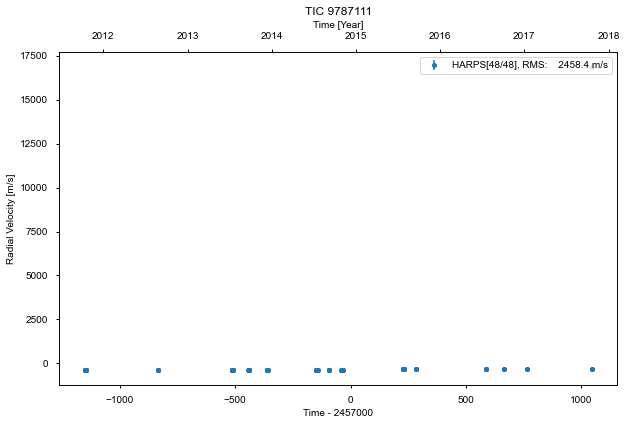 TIC 9787111
Time [Year]
2012 2013 2014 2015 2016 2017 2018
17500
HARPS[48/48], RMS: 2458.4 m/s
15000
12500
10000
Radial Velocity [m/s]
7500
5000
2500
0
−1000 −500 0 500 1000
Time - 2457000